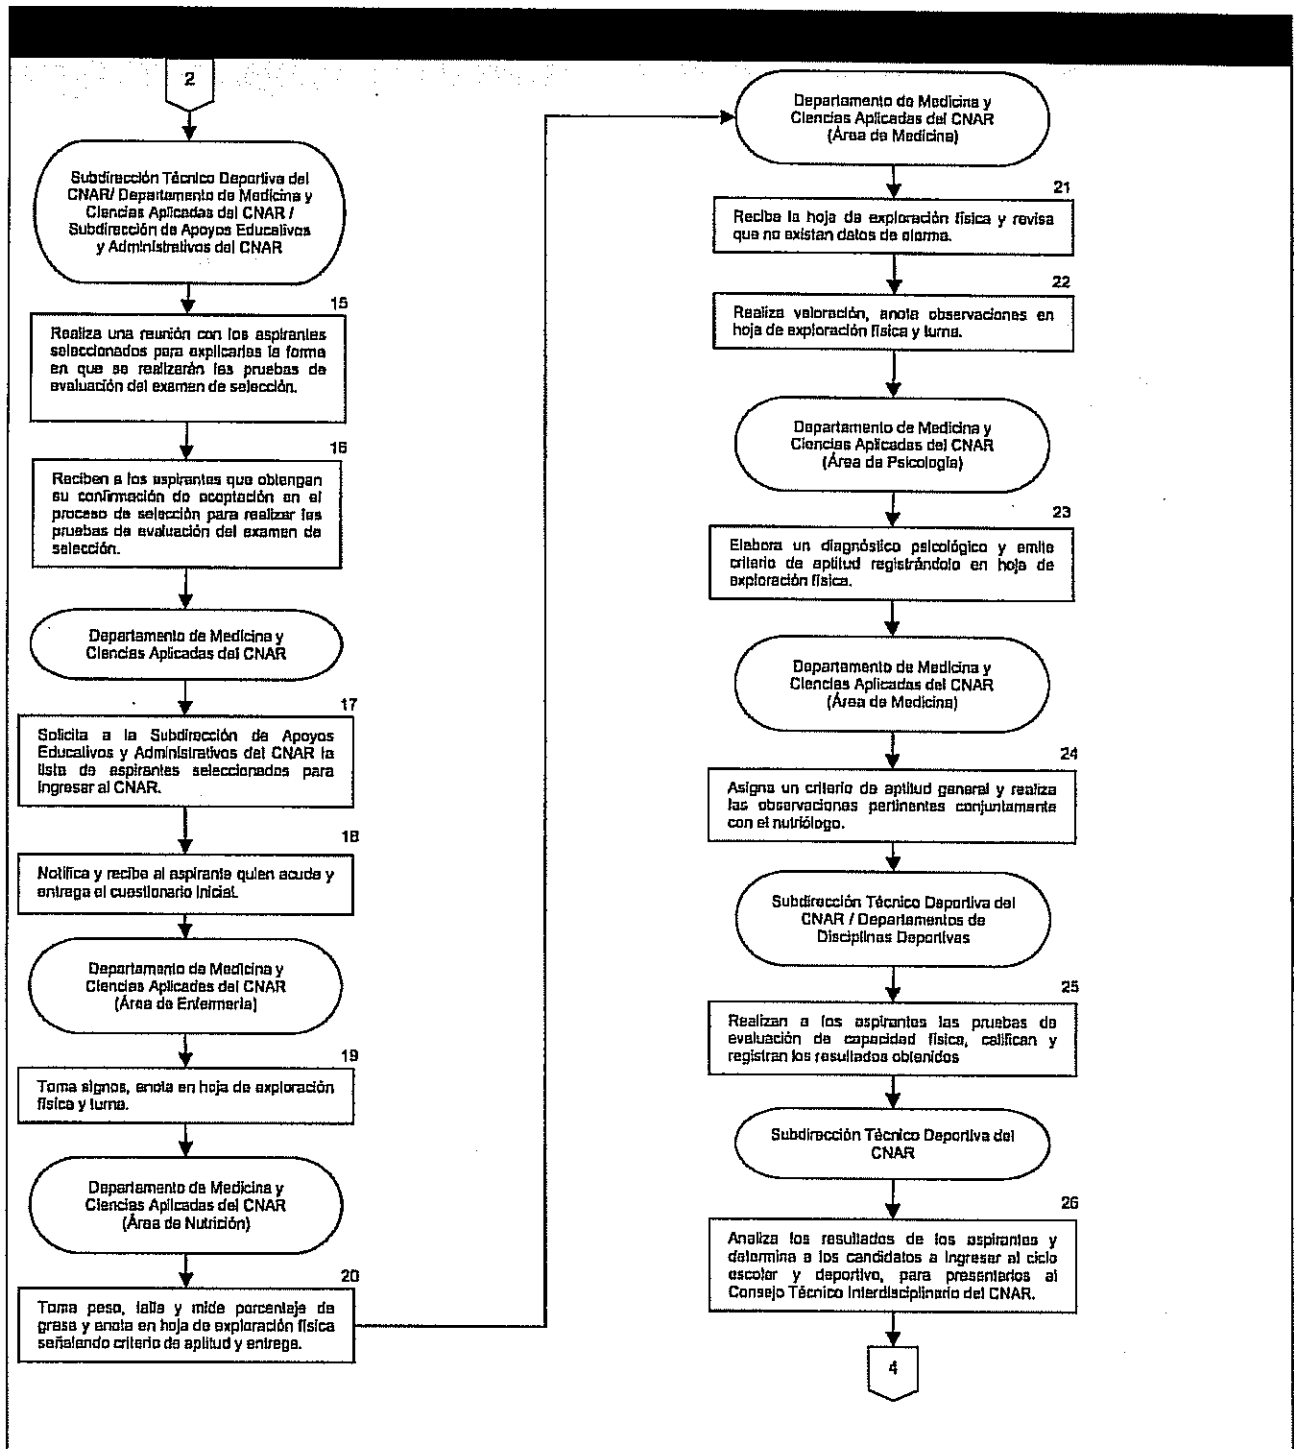 2
Subdirección Técnico Deportiva del
CNAR/ Departamento de Medicina y
Ciencias Aplicadas del CNAR /
Subdirección de Apoyos Educativos
y Administrativos del CNAR
15
Realiza una reunión con los aspirantes
seleccionados para explicarles la forma
en que se realizarán las pruebas de
evaluación del examen de selección.
16
Reciben a los aspirantes que obtengan
su confirmación de aceptación en el
proceso de selección para realizar las
pruebas de evaluación del examen de
selección.
Departamento de Medicina y
Ciencias Aplicadas del CNAR
17
Solicita a la Subdirección de Apoyos
Educativos y Administrativos del CNAR la
lista de aspirantes seleccionados para
ingresar al CNAR.
18
Notifica y recibe al aspirante quien acude y
entrega el cuestionario inicial.
Departamento de Medicina y
Ciencias Aplicadas del CNAR
(Área de Enfermería)
19
Toma signos, anota en hoja de exploración
física y turna.
Departamento de Medicina y
Ciencias Aplicadas del CNAR
(Área de Nutrición)
20
Toma peso, talla y mide porcentaje de
grasa y anota en hoja de exploración física
señalando criterio de aptitud y entrega.
Departamento de Medicina y
Ciencias Aplicadas del CNAR
(Área de Medicina)
21
Recibe la hoja de exploración física y revisa
que no existan datos de alarma.
22
Realiza valoración, anota observaciones en
hoja de exploración física y turna.
Departamento de Medicina y
Ciencias Aplicadas del CNAR
(Área de Psicología)
23
Elabora un diagnóstico psicológico y emite
criterio de aptitud registrándolo en hoja de
exploración física.
Departamento de Medicina y
Ciencias Aplicadas del CNAR
(Área de Medicina)
24
Asigna un criterio de aptitud general y realiza
las observaciones pertinentes conjuntamente
con el nutriólogo.
Subdirección Técnico Deportiva del
CNAR / Departamentos de
Disciplinas Deportivas
25
Realizan a los aspirantes las pruebas de
evaluación de capacidad física, califican y
registran los resultados obtenidos
Subdirección Técnico Deportiva del
CNAR
26
Analiza los resultados de los aspirantes y
determina a los candidatos a ingresar al ciclo
escolar y deportivo, para presentarlos al
Consejo Técnico Interdisciplinario del CNAR.
4